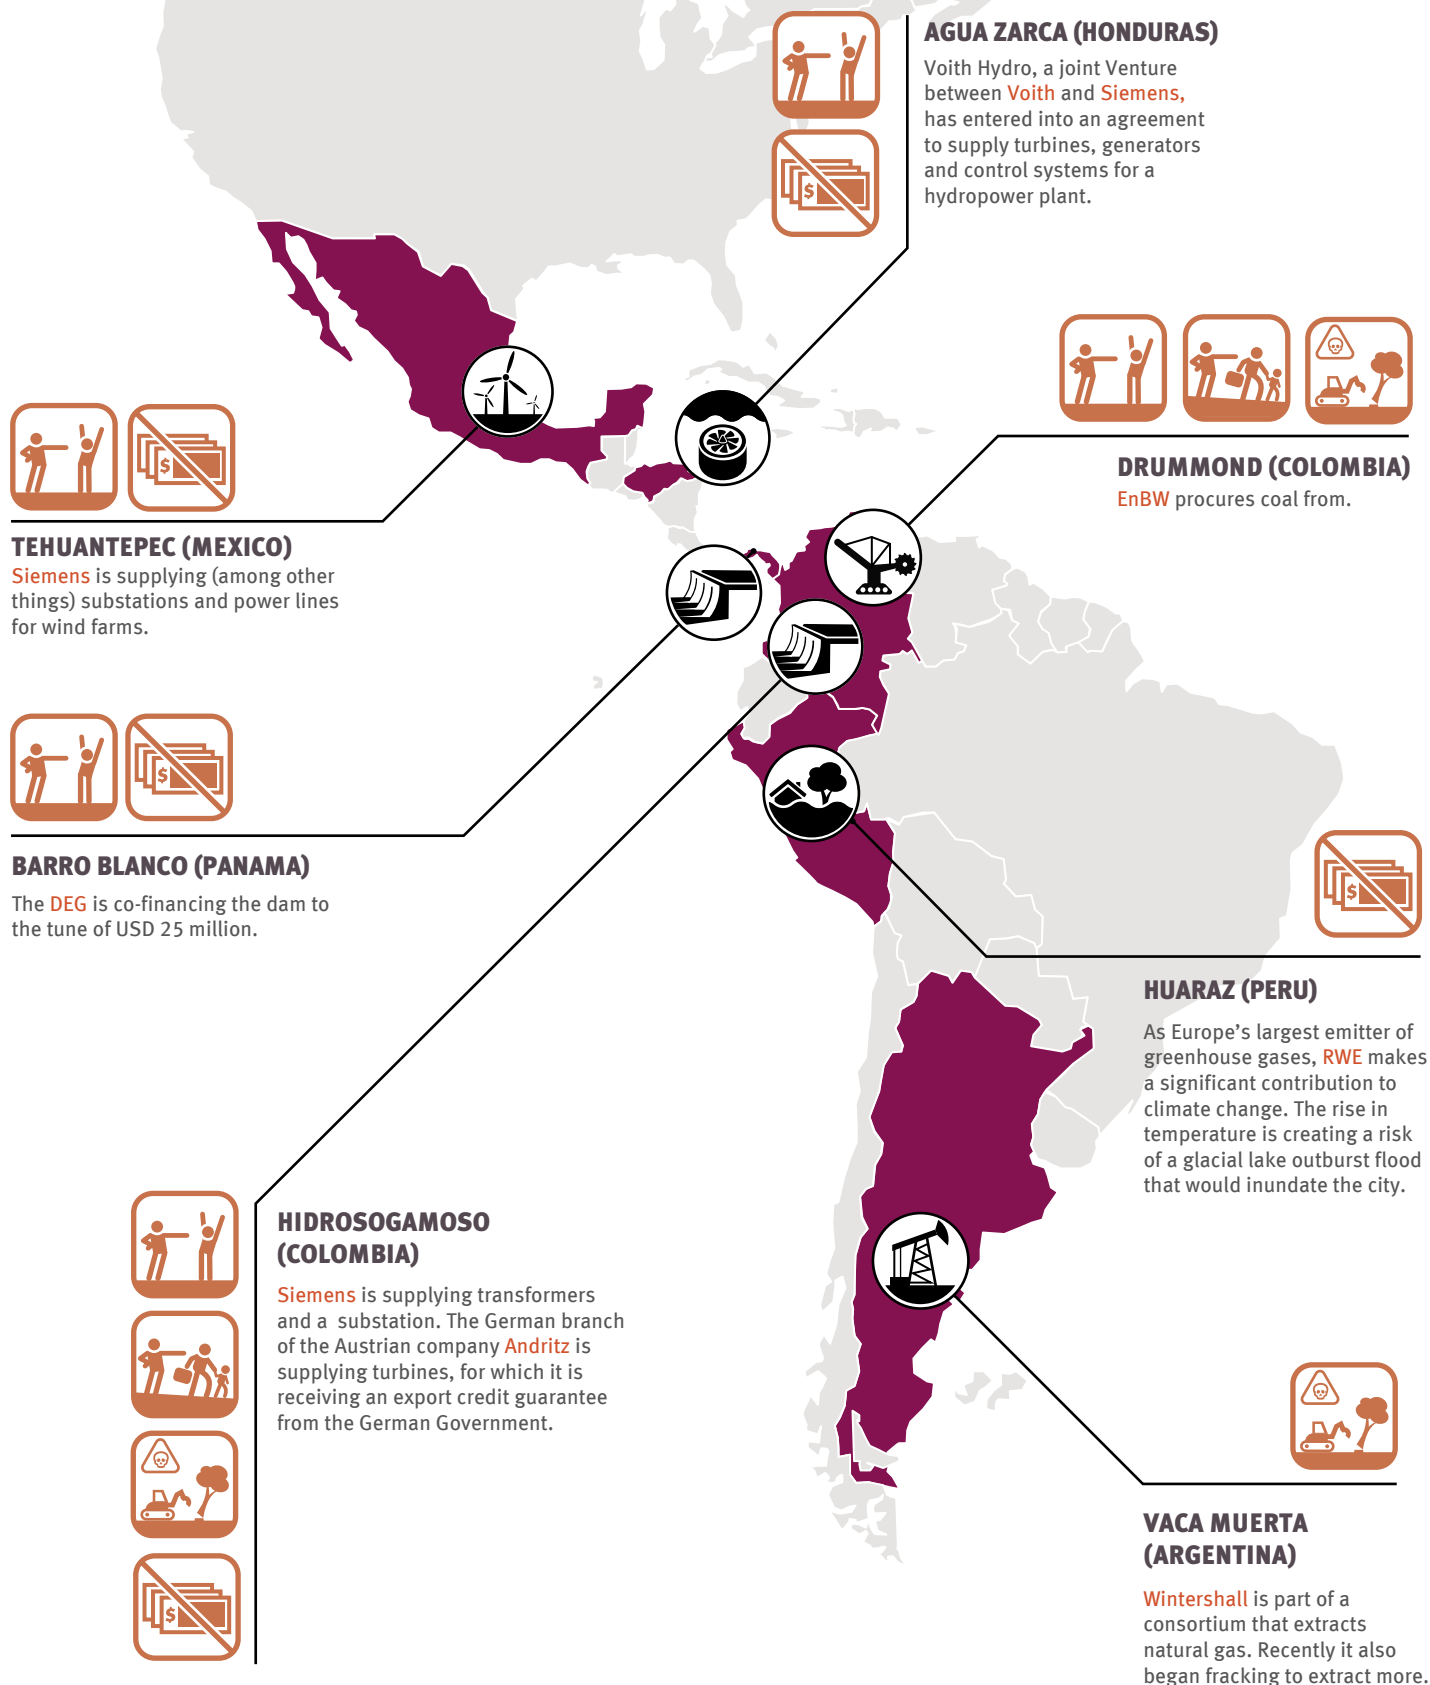 AGUA ZARCA (HONDURAS)
Voith Hydro, a joint Venture
between Voith and Siemens,
has entered into an agreement
to supply turbines, generators
and control systems for a
hydropower plant.
$
DRUMMOND (COLOMBIA)
EnBW procures coal from.
$
TEHUANTEPEC (MEXICO)
Siemens is supplying (among other
things) substations and power lines
for wind farms.
$
BARRO BLANCO (PANAMA)
The DEG is co-financing the dam to
the tune of USD 25 million.
$
HUARAZ (PERU)
As Europe's largest emitter of
greenhouse gases, RWE makes
a significant contribution to
climate change. The rise in
temperature is creating a risk
of a glacial lake outburst flood
that would inundate the city.
HIDROSOGAMOSO
(COLOMBIA)
Siemens is supplying transformers
and a substation. The German branch
of the Austrian company Andritz is
supplying turbines, for which it is
receiving an export credit guarantee
from the German Government.
$
VACA MUERTA
(ARGENTINA)
Wintershall is part of a
consortium that extracts
natural gas. Recently it also
began fracking to extract more.